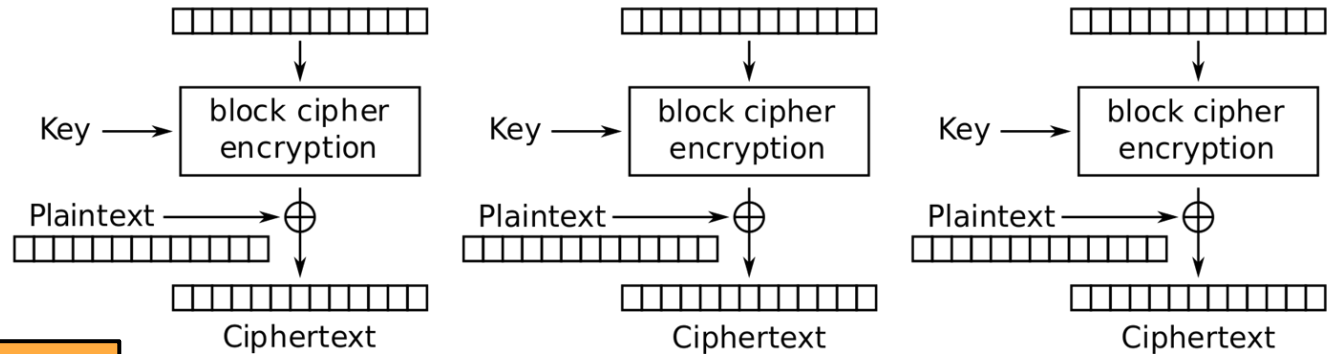 block cipher
encryption
Key
Plaintext
Ciphertext
block cipher
encryption
Key
Plaintext
Ciphertext
block cipher
encryption
Key
Plaintext
Ciphertext